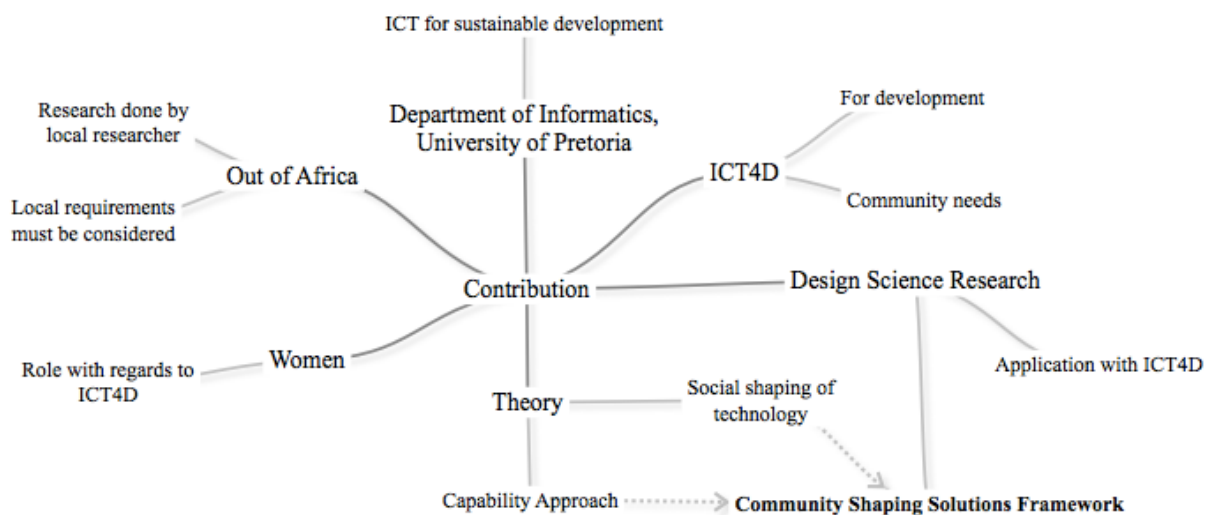 ICT for sustainable development
Department of Informatics,
University of Pretoria
For development
Research done by
local researcher
Out of Africa
ICT4D
Local requirements
must be considered
Community needs
Contribution
Design Science Research
Women
Role with regards to
ICT4D
Application with ICT4D
Theory
Social shaping of
technology
Capability Approach
Community Shaping Solutions Framework